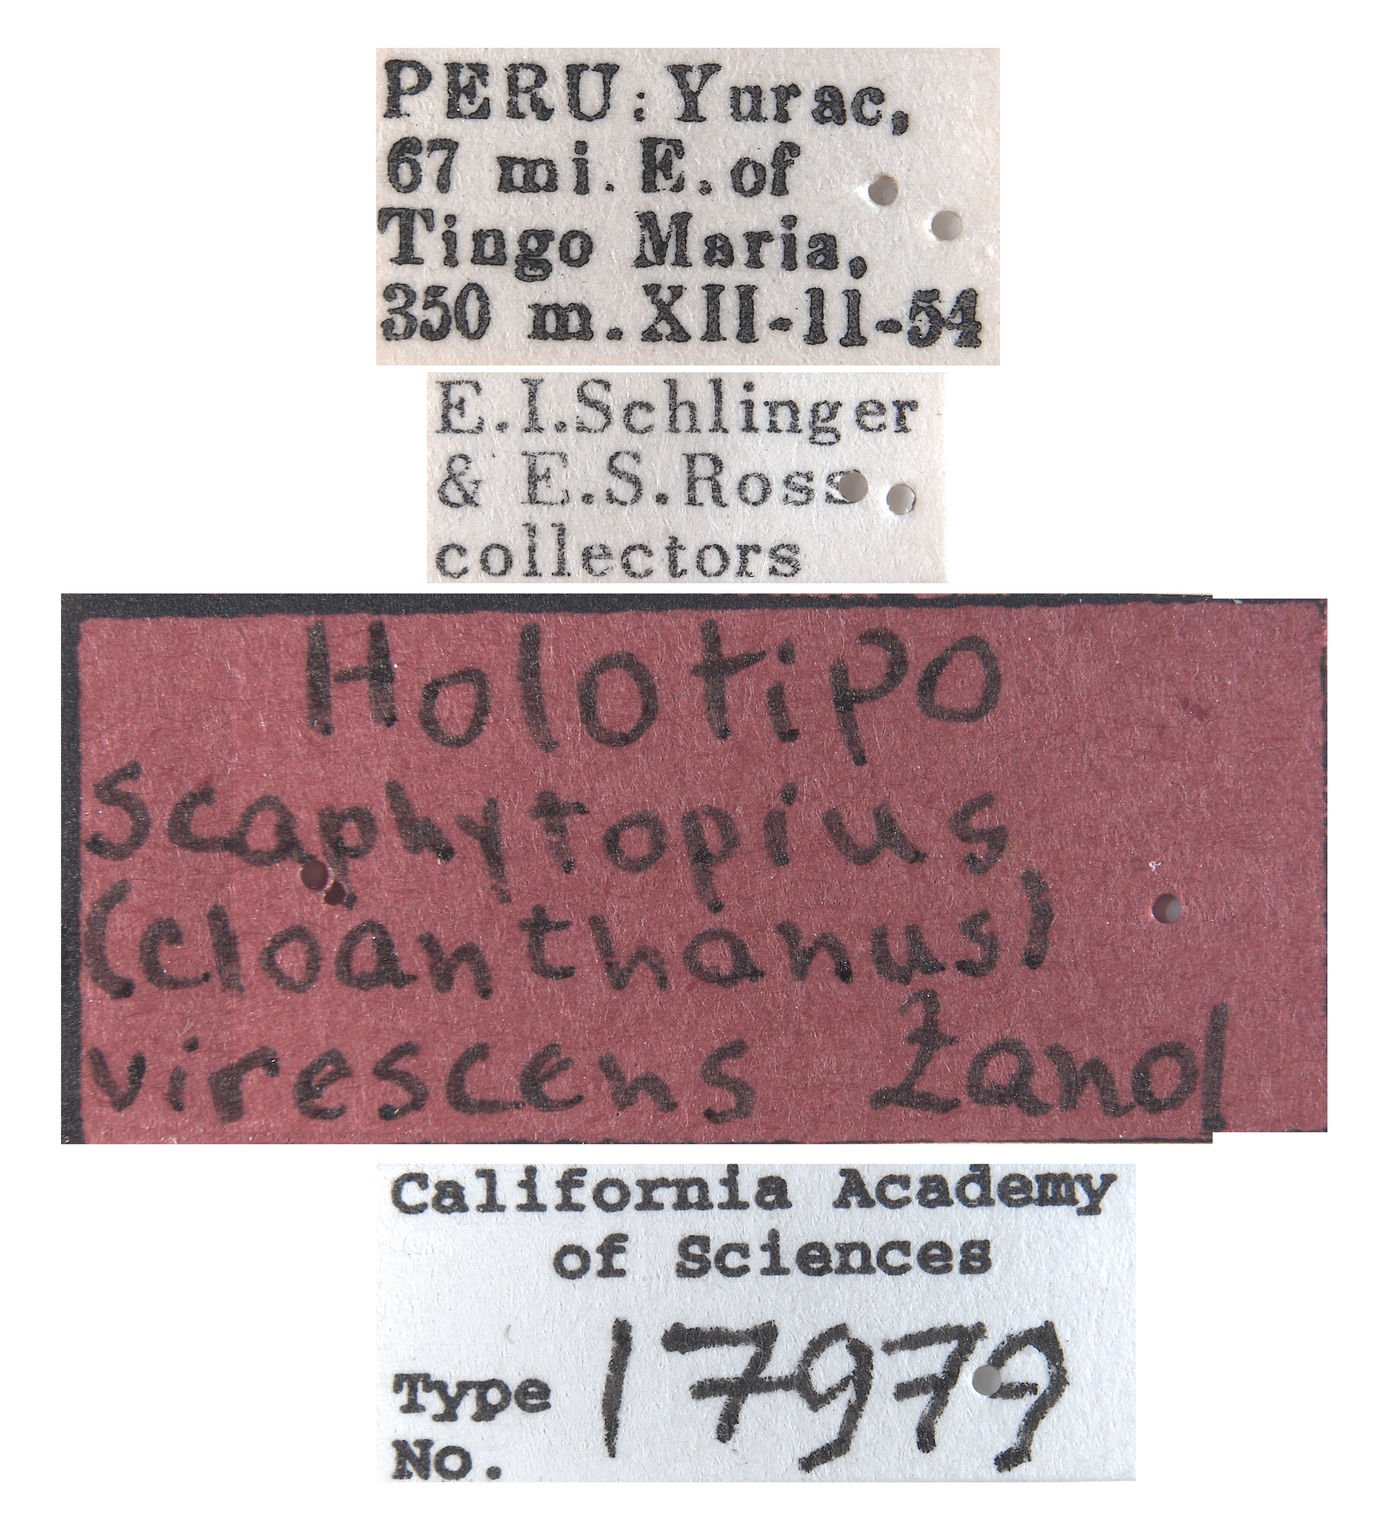 PERU: Yurac,
67 mi. E. of
Tingo Maria,
350 m. XII-11-54
E.I.Schlinger
& E.S.Ross
collectors
Holotipo
Scaphytopius
(cloanthanus)
virescens Zanol
California Academy
of Sciences
Type
No. 17979